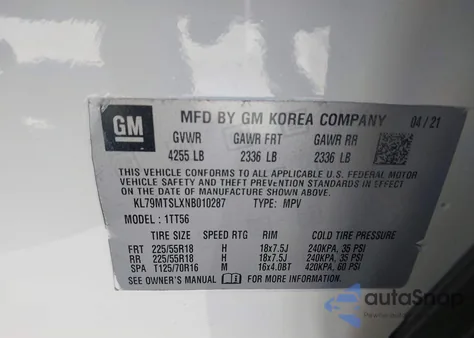 GM
MFD BY GM KOREA COMPANY 04/21
GVWR GAWR FRT GAWR RR
4255 LB 2336 LB 2336 LB
THIS VEHICLE CONFORMS TO ALL APPLICABLE U.S. FEDERAL
MOTOR VEHICLE SAFETY AND THEFT PREVENTION STANDARDS IN EFFECT
ON THE DATE OF MANUFACTURE SHOWN ABOVE.
KL79MTSLXNB010287 TYPE: MPV
MODEL: 1TT56
TIRE SIZE SPEED RTG RIM COLD TIRE PRESSURE
FRT 225/55R18 H 18x7.5J 240KPA, 35 PSI
RR 225/55R18 H 18x7.5J 240KPA, 35 PSI
SPA T125/70R16 M 16x4.0BT 420KPA, 60 PSI
SEE OWNER'S MANUAL FOR MORE INFORMATION.
autoSnap